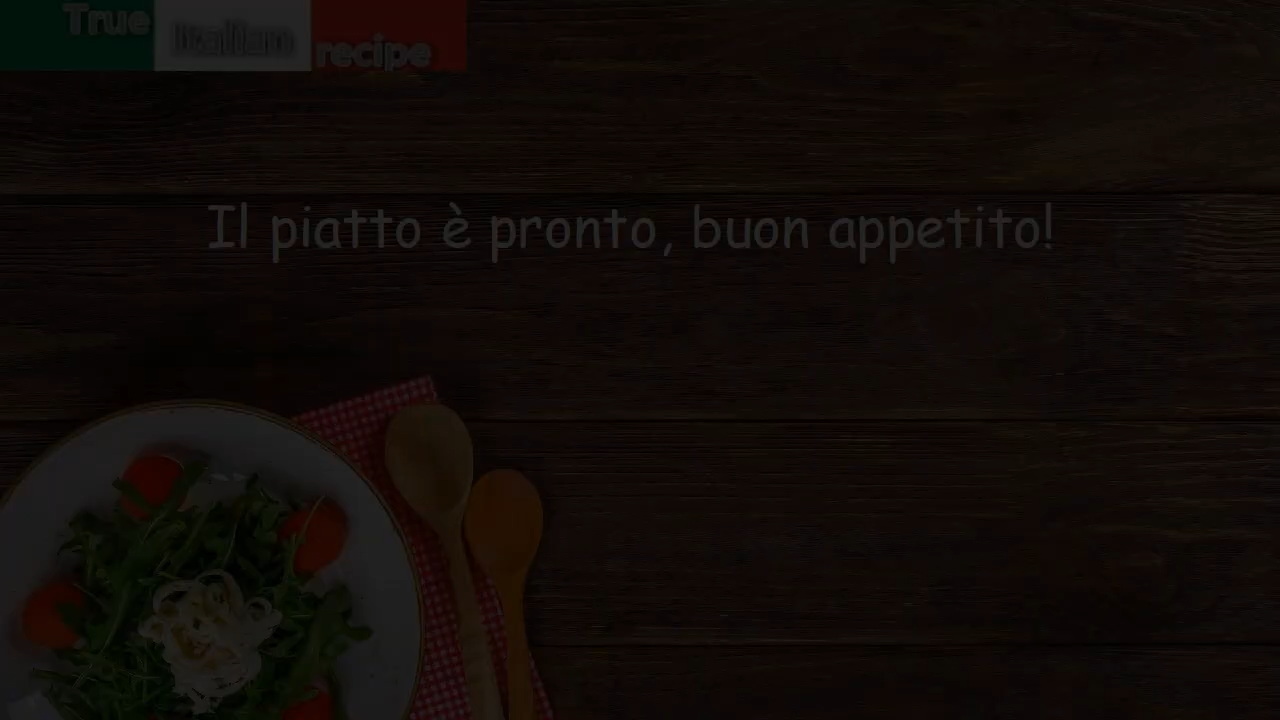 True
Italian
recipe
Il piatto è pronto, buon appetito!